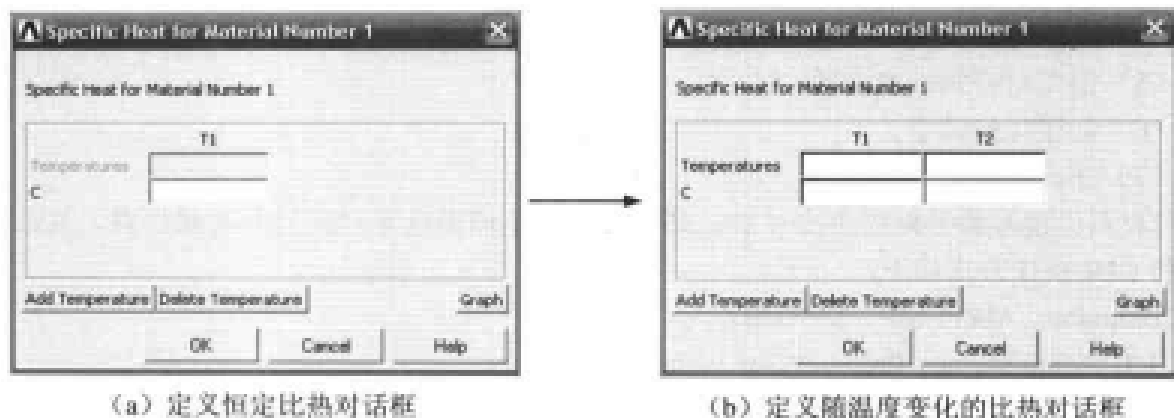 Specific Heat for Material Number 1
Specific Heat for Material Number 1
T1
Temperatures
C
Add Temperature Delete Temperature Graph
OK Cancel Help
(a) 定义恒定比热对话框
Specific Heat for Material Number 1
Specific Heat for Material Number 1
T1 T2
Temperatures
C
Add Temperature Delete Temperature Graph
OK Cancel Help
(b) 定义随温度变化的比热对话框